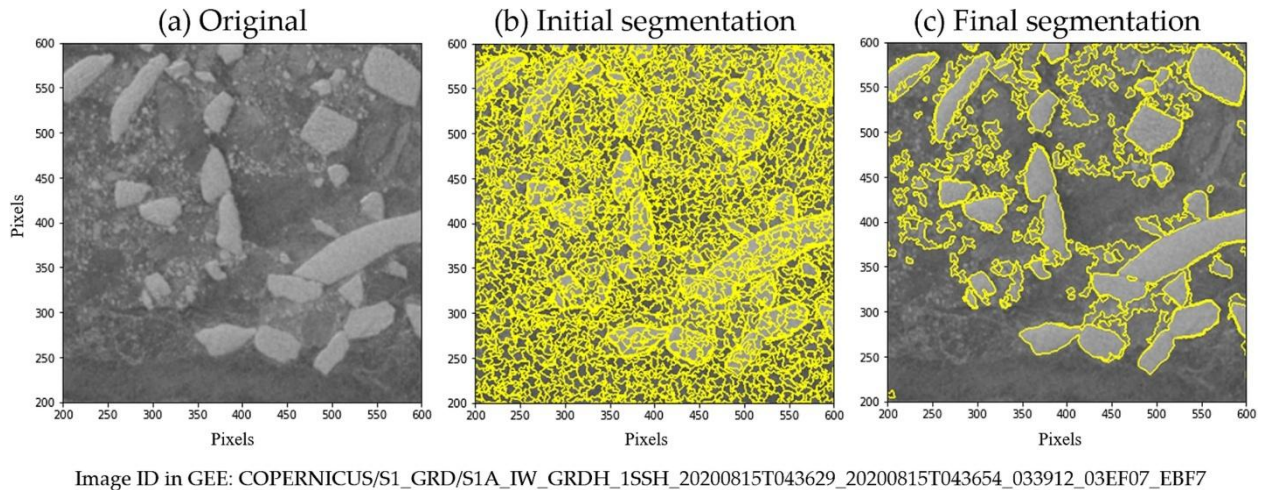 (a) Original (b) Initial segmentation (c) Final segmentation
600 600 600
550 550 550
500 500 500
450 450 450
Pixels
400 400 400
350 350 350
300 300 300
250 250 250
200 200 200
200 250 300 350 400 450 500 550 600 200 250 300 350 400 450 500 550 600 200 250 300 350 400 450 500 550 600
Pixels Pixels Pixels
Image ID in GEE: COPERNICUS/S1_GRD/S1A_IW_GRDH_1SSH_20200815T043629_20200815T043654_033912_03EF07_EBF7